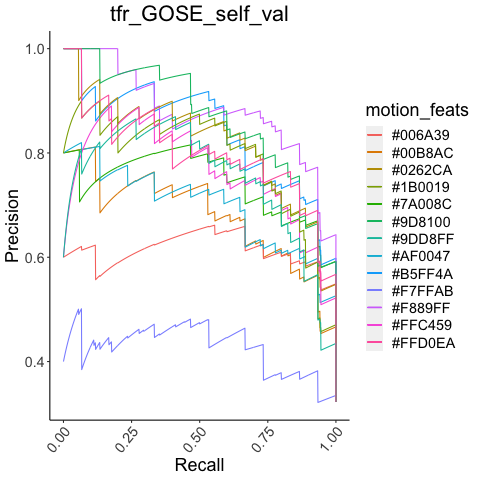 tfr_GOSE_self_val
1.0
0.8
0.6
0.4
Precision
0.00
0.25
0.50
0.75
1.00
Recall
motion_feats
#006A39
#00B8AC
#0262CA
#1B0019
#7A008C
#9D8100
#9DD8FF
#AF0047
#B5FF4A
#F7FFAB
#F889FF
#FFC459
#FFD0EA